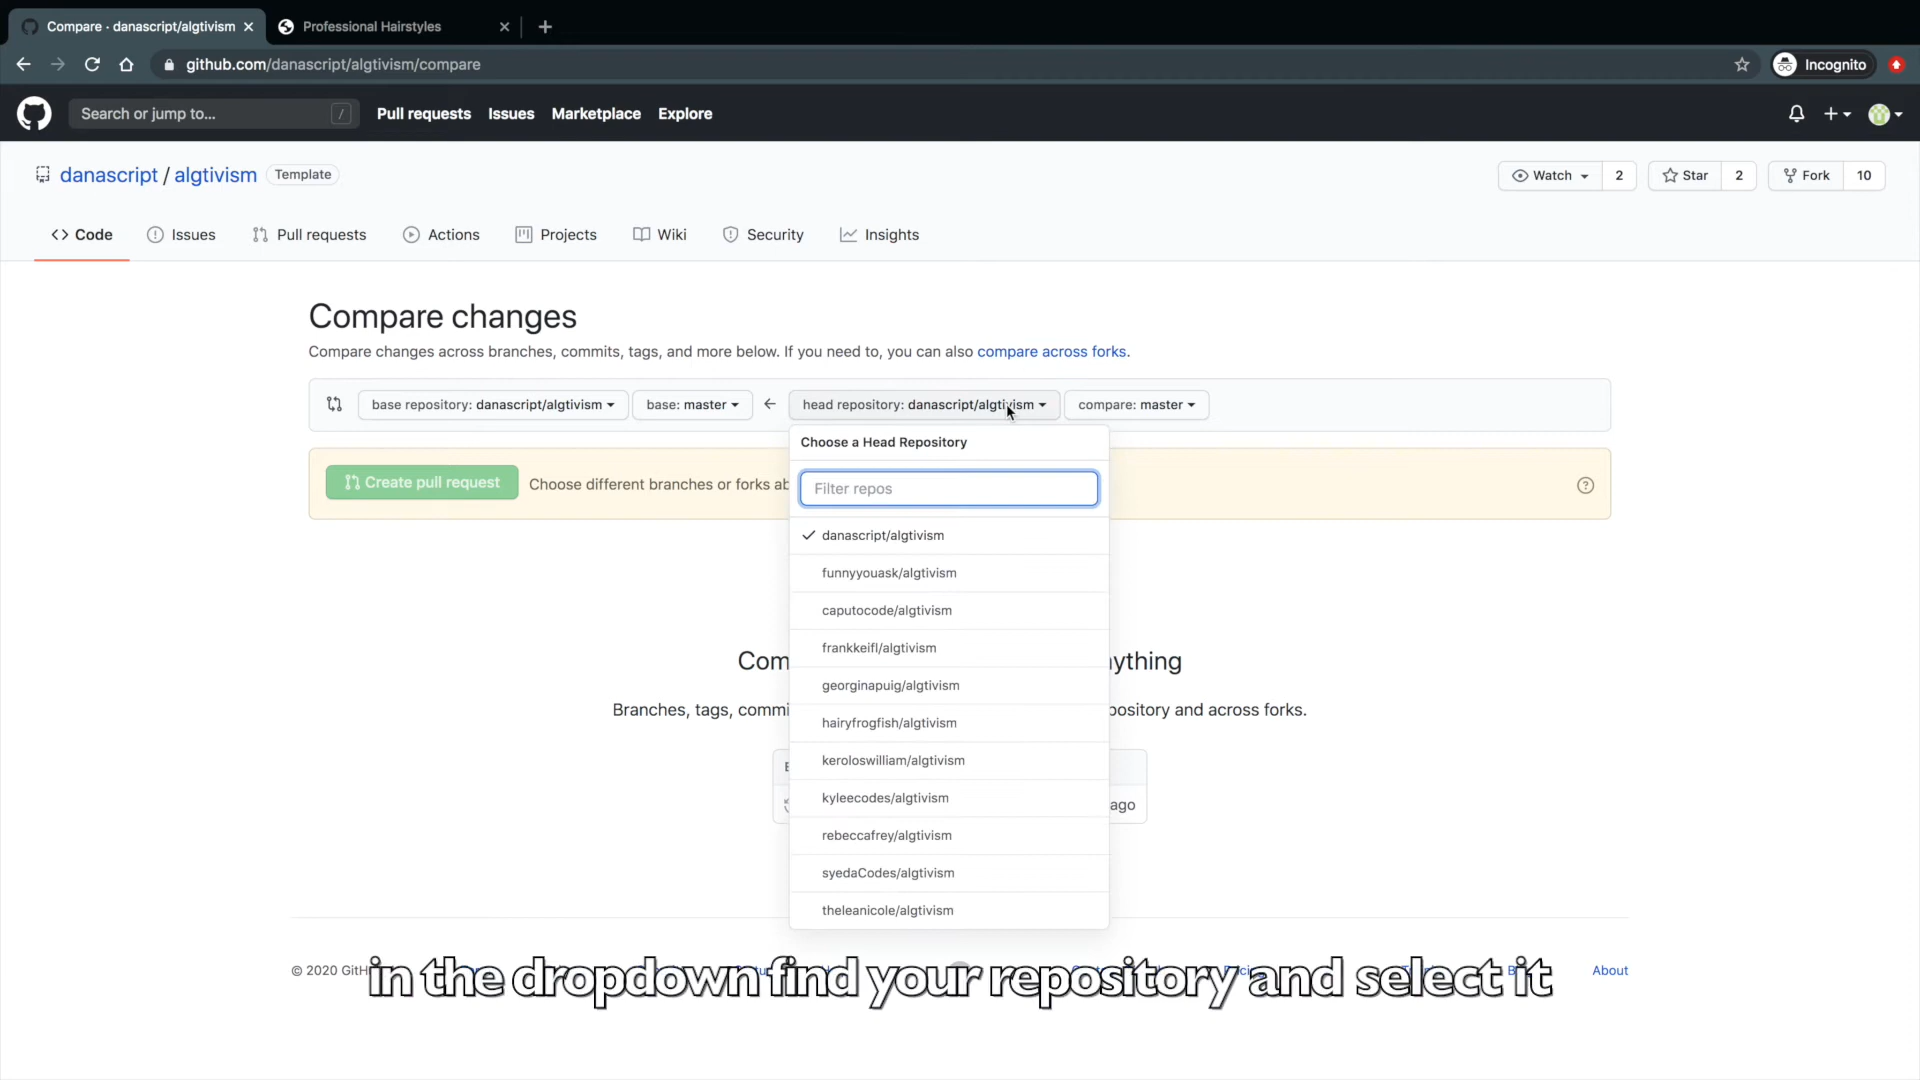 Compare · danascript/algtivism
Professional Hairstyles
github.com/danascript/algtivism/compare
Incognito
Search or jump to...
/
Pull requests
Issues
Marketplace
Explore
danascript / algtivism
Template
Watch
2
Star
2
Fork
10
Code
Issues
Pull requests
Actions
Projects
Wiki
Security
Insights
Compare changes
Compare changes across branches, commits, tags, and more below. If you need to, you can also compare across forks.
base repository: danascript/algtivism
base: master
head repository: danascript/algtivism
compare: master
Choose a Head Repository
Create pull request
Choose different branches or forks ab
Filter repos
danascript/algtivism
funnyyouask/algtivism
caputocode/algtivism
frankkeifl/algtivism
Com
ything
georginapuig/algtivism
Branches, tags, commi
pository and across forks.
hairyfrogfish/algtivism
keroloswilliam/algtivism
kyleecodes/algtivism
ago
rebeccafrey/algtivism
syedaCodes/algtivism
theleanicole/algtivism
© 2020 GitH
About
in the dropdown find your repository and select it